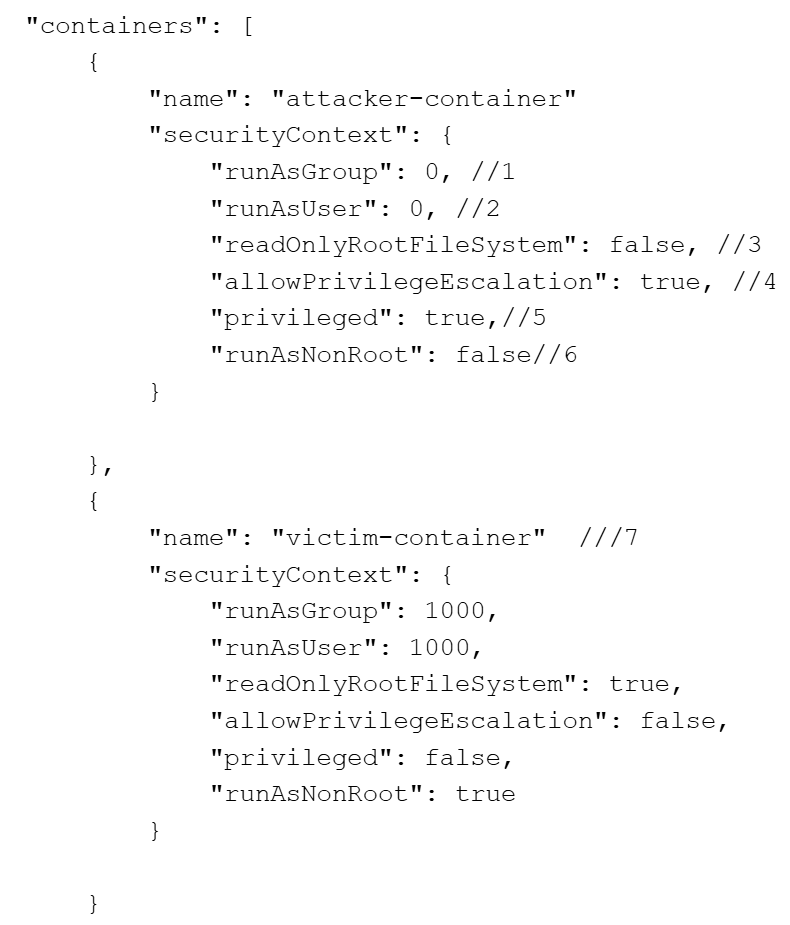 "containers": [
{
"name": "attacker-container"
"securityContext": {
"runAsGroup": 0, //1
"runAsUser": 0, //2
"readOnlyRootFileSystem": false, //3
"allowPrivilegeEscalation": true, //4
"privileged": true,//5
"runAsNonRoot": false//6
}
},
{
"name": "victim-container"  ///7
"securityContext": {
"runAsGroup": 1000,
"runAsUser": 1000,
"readOnlyRootFileSystem": true,
"allowPrivilegeEscalation": false,
"privileged": false,
"runAsNonRoot": true
}
}